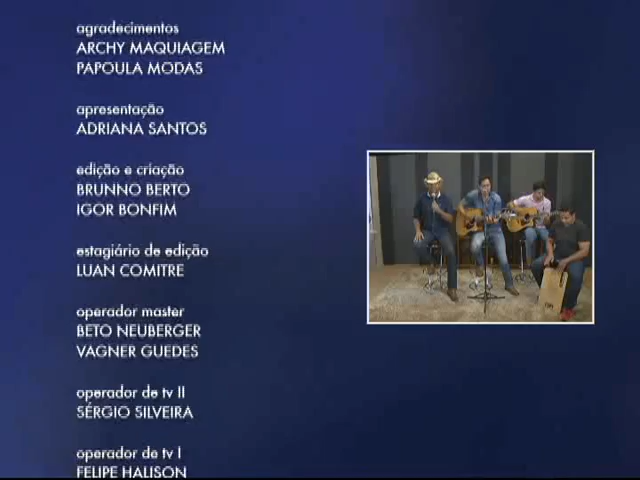 agradecimentos
ARCHY MAQUIAGEM
PAPOULA MODAS
apresentação
ADRIANA SANTOS
edição e criação
BRUNNO BERTO
IGOR BONFIM
estagiário de edição
LUAN COMITRE
operador master
BETO NEUBERGER
VAGNER GUEDES
operador de tv II
SÉRGIO SILVEIRA
operador de tv I
FELIPE HALISON